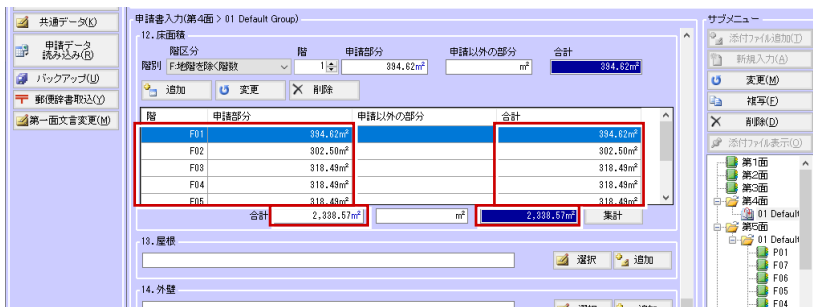 共通データ(K)
申請データ
読み込み(R)
バックアップ(U)
郵便辞書取込(Y)
第一面文言変更(M)
申請書入力(第4面 > 01 Default Group)
12.床面積
階区分 階 申請部分 申請以外の部分 合計
階別 F:地階を除く階数 1 394.62m² m² 394.62m²
追加 変更 削除
階 申請部分 申請以外の部分 合計
F01 394.62m² 394.62m²
F02 302.50m² 302.50m²
F03 318.49m² 318.49m²
F04 318.49m² 318.49m²
F05 318.49m² 318.49m²
合計 2,338.57m² m² 2,338.57m² 集計
13.屋根
選択 追加
14.外壁
選択 追加
サブメニュー
添付ファイル追加(T)
新規入力(A)
変更(M)
複写(E)
削除(D)
添付ファイル表示(O)
第1面
第2面
第3面
第4面
01 Default
第5面
01 Default
P01
F07
F06
F05
F04